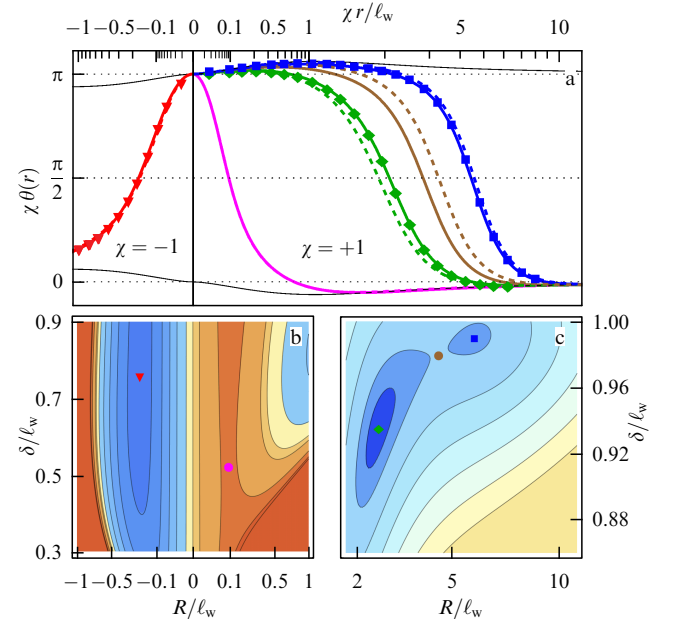 χ r/ℓw
−1 −0.5 −0.1 0 0.1 0.5 1 5 10
a
π
π/2
0
χ θ(r)
χ = −1
χ = +1
b
c
0.9
0.7
0.5
0.3
δ/ℓw
1.00
0.96
0.92
0.88
δ/ℓw
−1 −0.5 −0.1 0 0.1 0.5 1
2 5 10
R/ℓw
R/ℓw